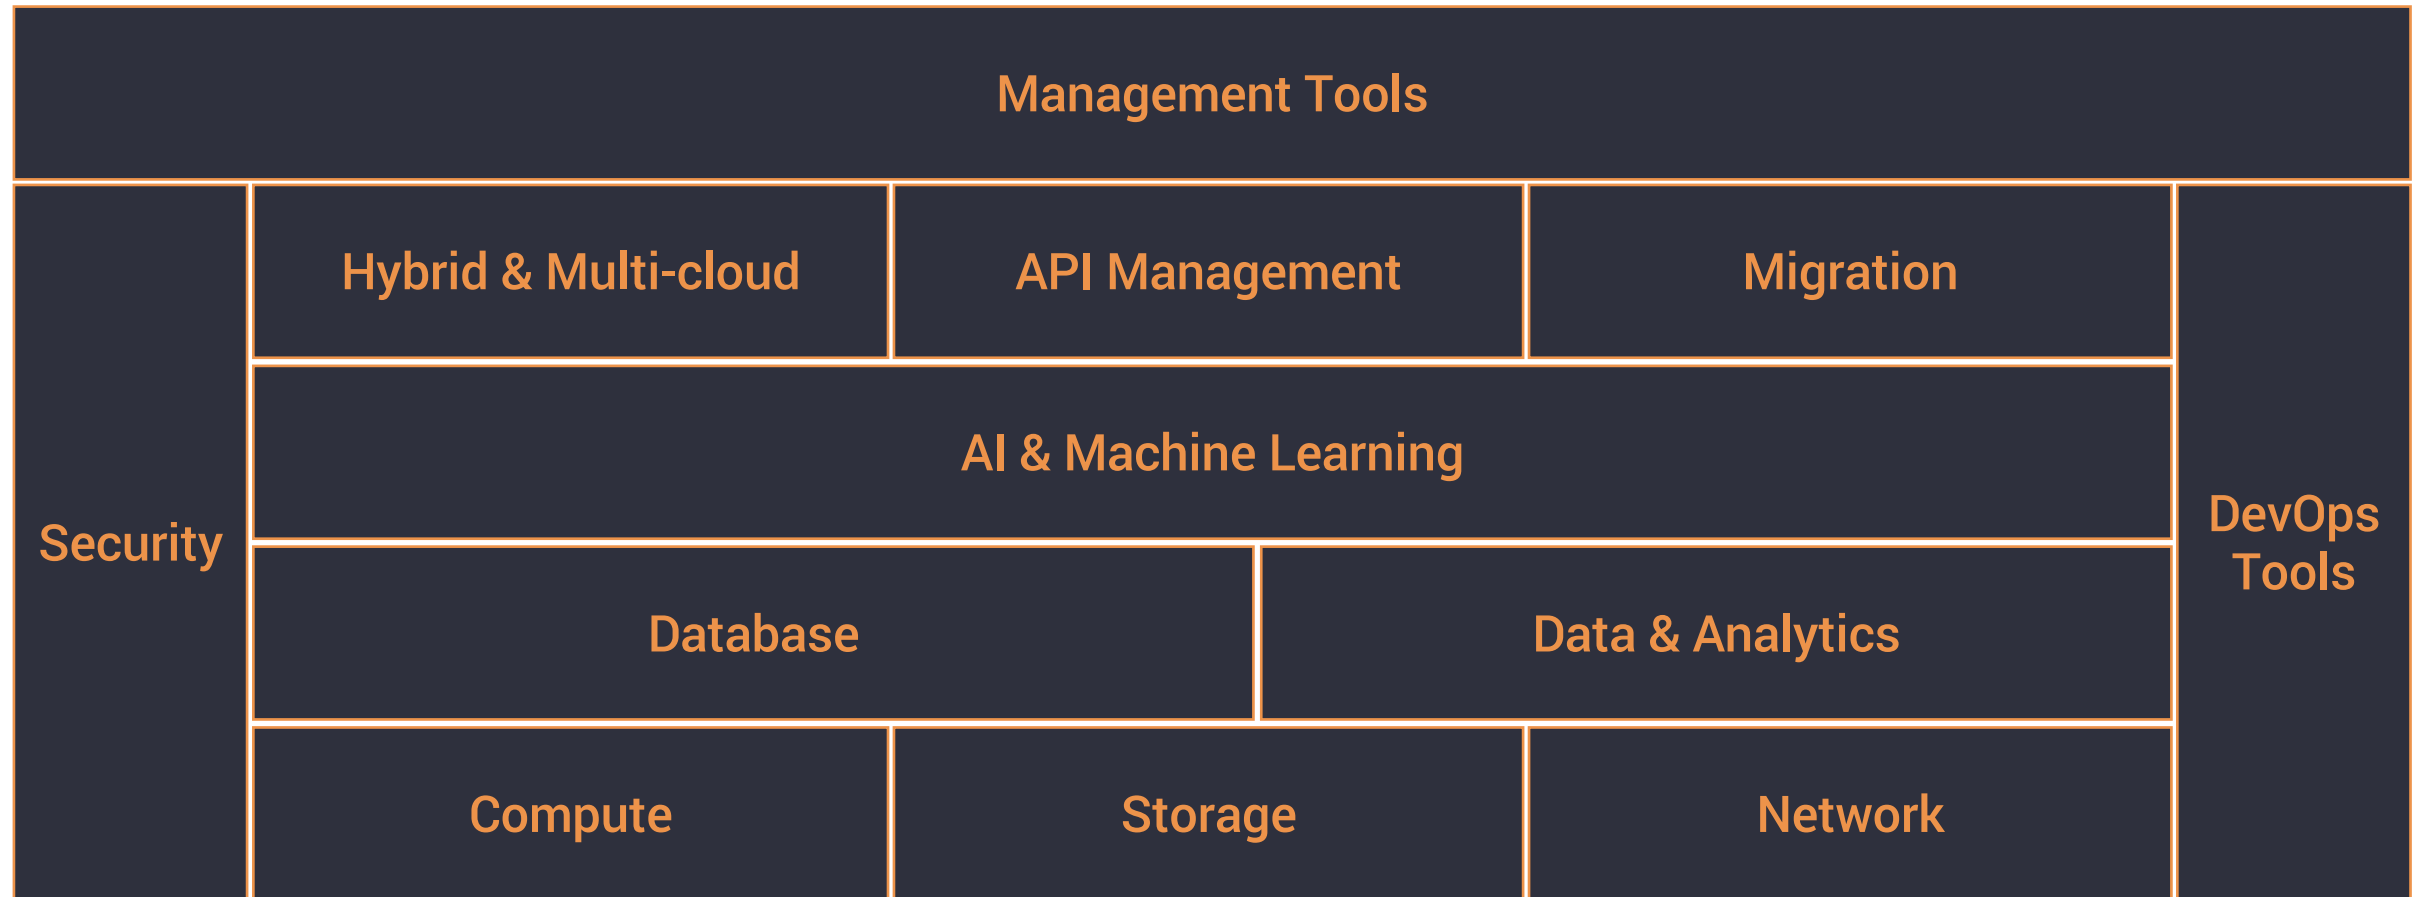 Management Tools
Hybrid & Multi-cloud
API Management
Migration
AI & Machine Learning
Security
DevOps
Tools
Database
Data & Analytics
Compute
Storage
Network